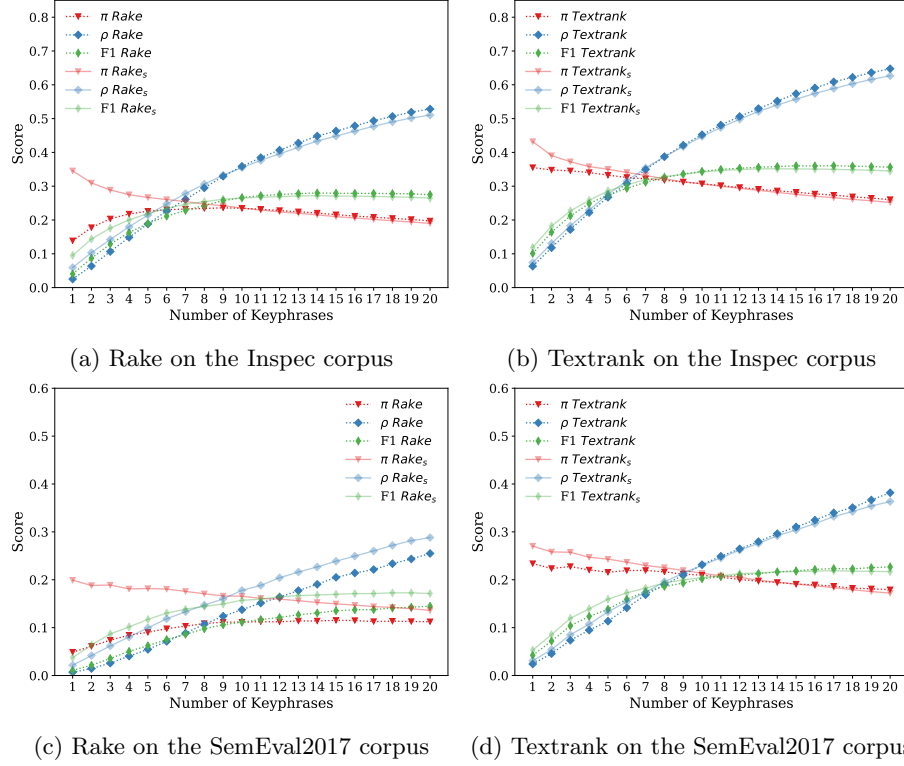 0.8
0.7
0.6
0.5
0.4
0.3
0.2
0.1
0.0
Score
π Rake
ρ Rake
F1 Rake
π Rakeₛ
ρ Rakeₛ
F1 Rakeₛ
1 2 3 4 5 6 7 8 9 10 11 12 13 14 15 16 17 18 19 20
Number of Keyphrases
(a) Rake on the Inspec corpus
0.8
0.7
0.6
0.5
0.4
0.3
0.2
0.1
0.0
Score
π Textrank
ρ Textrank
F1 Textrank
π Textrankₛ
ρ Textrankₛ
F1 Textrankₛ
1 2 3 4 5 6 7 8 9 10 11 12 13 14 15 16 17 18 19 20
Number of Keyphrases
(b) Textrank on the Inspec corpus
0.6
0.5
0.4
0.3
0.2
0.1
0.0
Score
π Rake
ρ Rake
F1 Rake
π Rakeₛ
ρ Rakeₛ
F1 Rakeₛ
1 2 3 4 5 6 7 8 9 10 11 12 13 14 15 16 17 18 19 20
Number of Keyphrases
(c) Rake on the SemEval2017 corpus
0.6
0.5
0.4
0.3
0.2
0.1
0.0
Score
π Textrank
ρ Textrank
F1 Textrank
π Textrankₛ
ρ Textrankₛ
F1 Textrankₛ
1 2 3 4 5 6 7 8 9 10 11 12 13 14 15 16 17 18 19 20
Number of Keyphrases
(d) Textrank on the SemEval2017 corpus